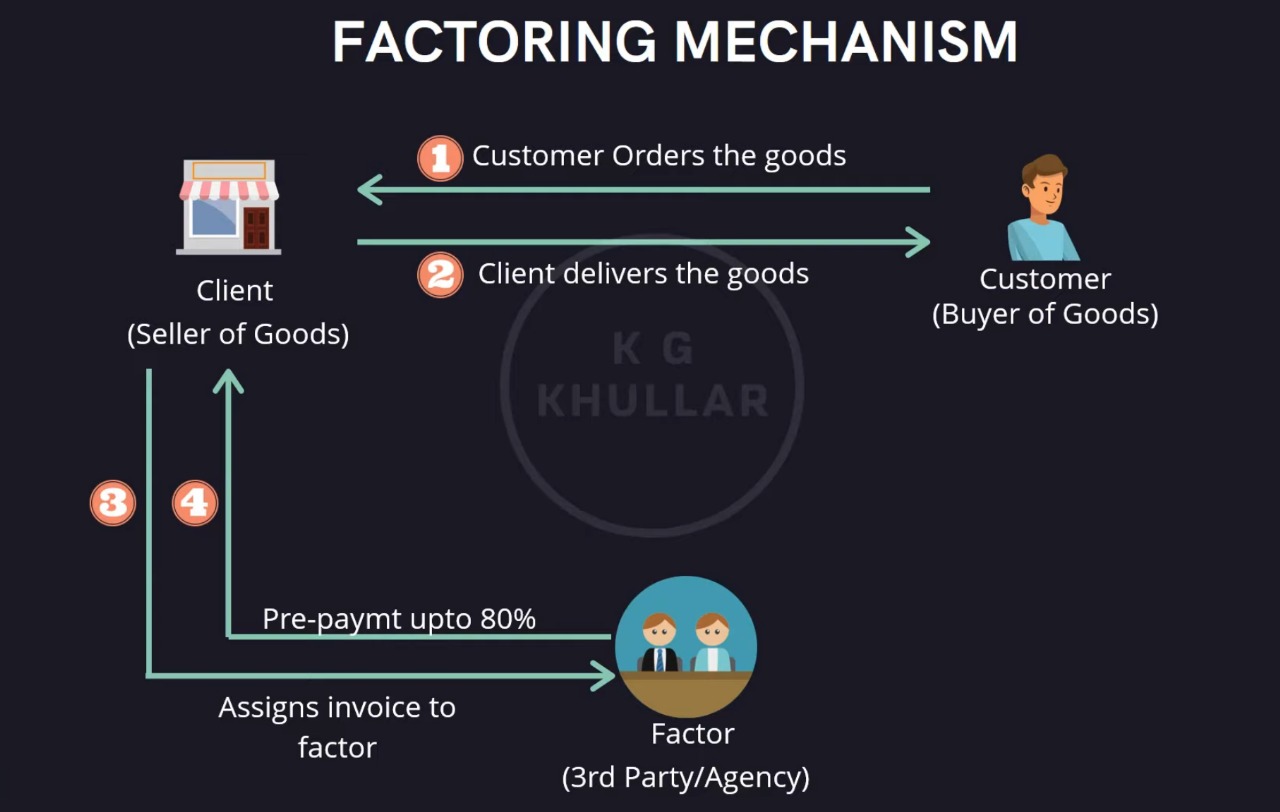 FACTORING MECHANISM
1 Customer Orders the goods
2 Client delivers the goods
Client
(Seller of Goods)
Customer
(Buyer of Goods)
K G
KHULLAR
3 4
Pre-paymt upto 80%
Assigns invoice to
factor
Factor
(3rd Party/Agency)